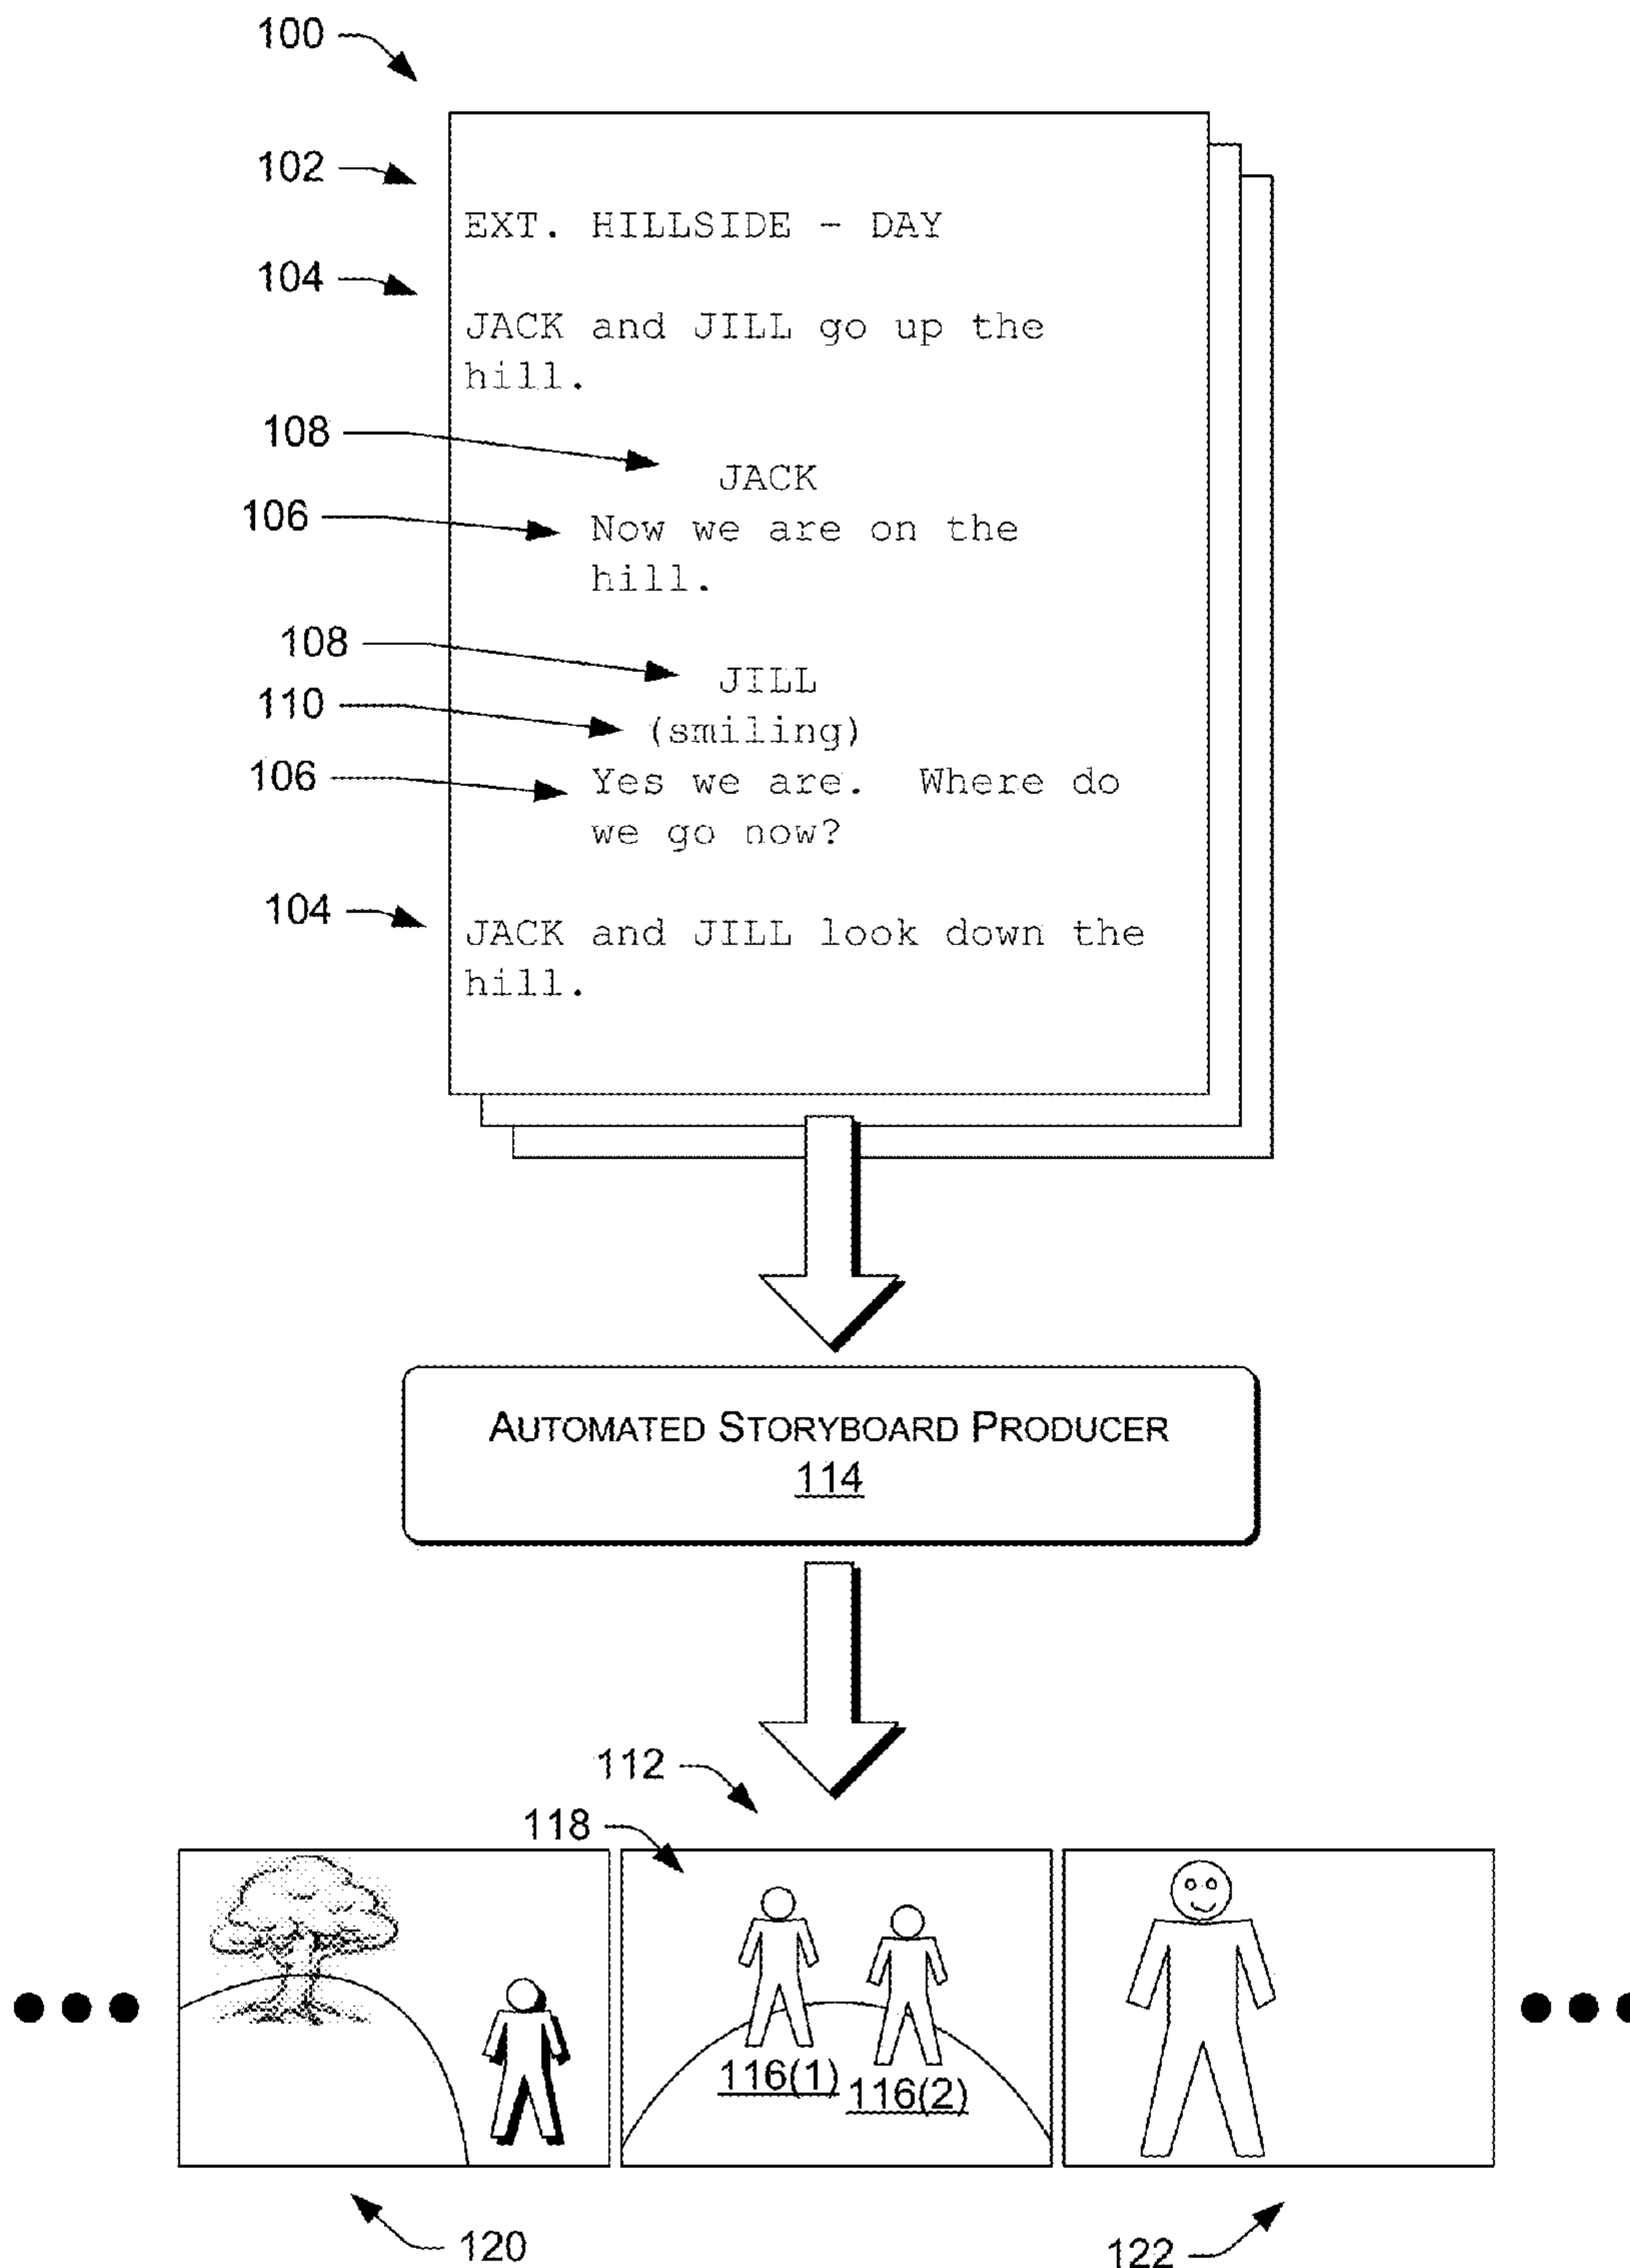 100
102
EXT. HILLSIDE - DAY
104
JACK and JILL go up the
hill.
108
JACK
106
Now we are on the
hill.
108
JILL
110
(smiling)
106
Yes we are.  Where do
we go now?
104
JACK and JILL look down the
hill.
AUTOMATED STORYBOARD PRODUCER
114
112
118
116(1)
116(2)
120
122